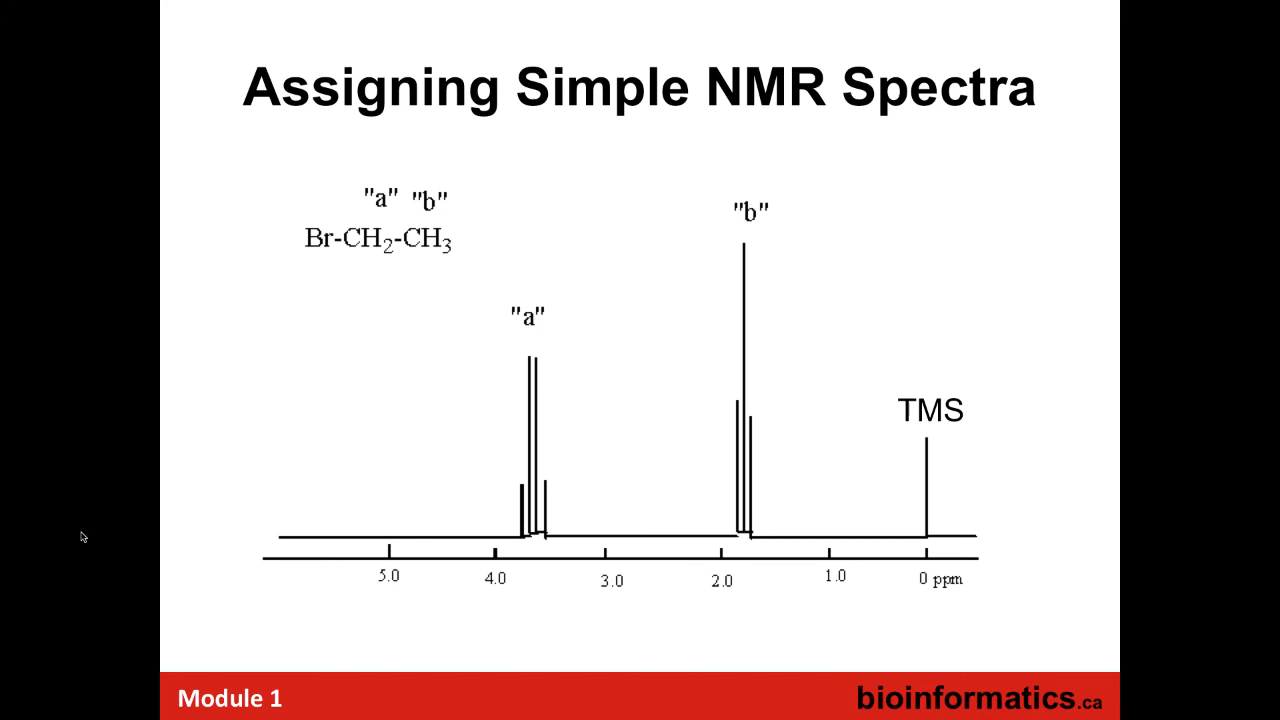 Assigning Simple NMR Spectra
"a" "b"
Br-CH₂-CH₃
"b"
"a"
TMS
5.0 4.0 3.0 2.0 1.0 0 ppm
Module 1
bioinformatics.ca